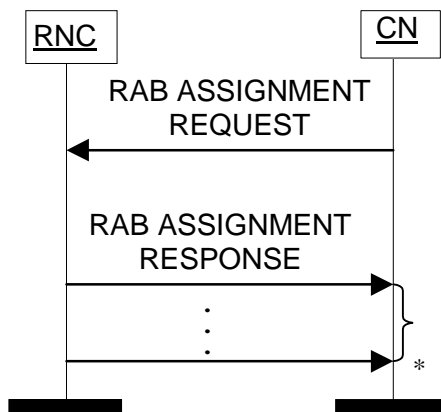 RNC
CN
RAB ASSIGNMENT
REQUEST
RAB ASSIGNMENT
RESPONSE
*